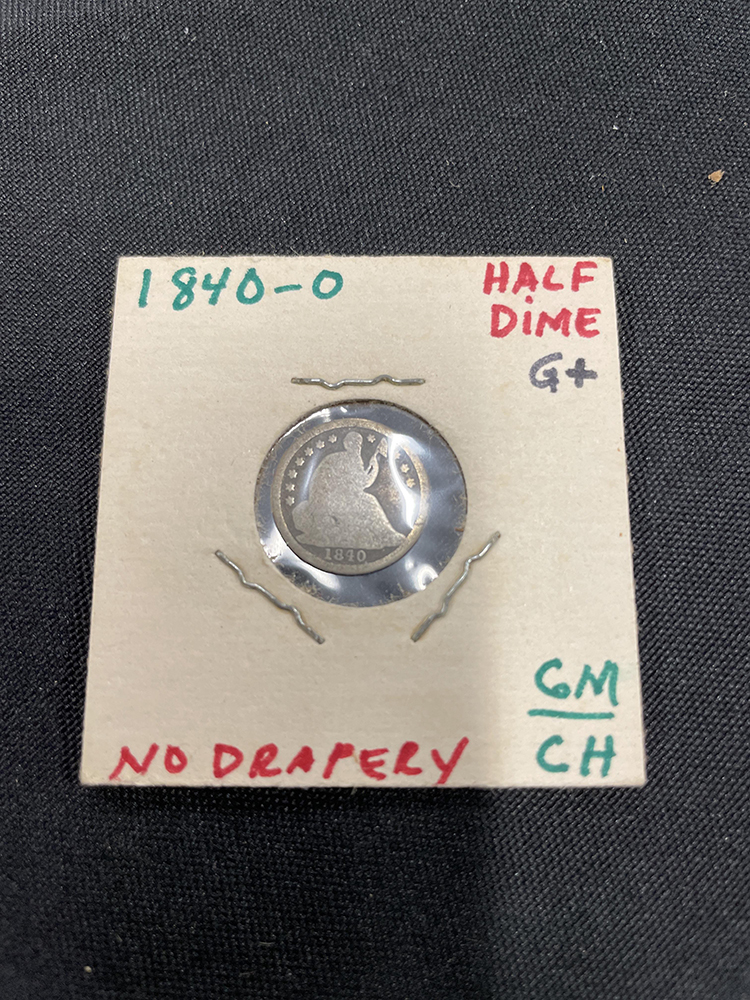 1840-O
HALF
DIME
G+
1840
NO DRAPERY
GM
CH